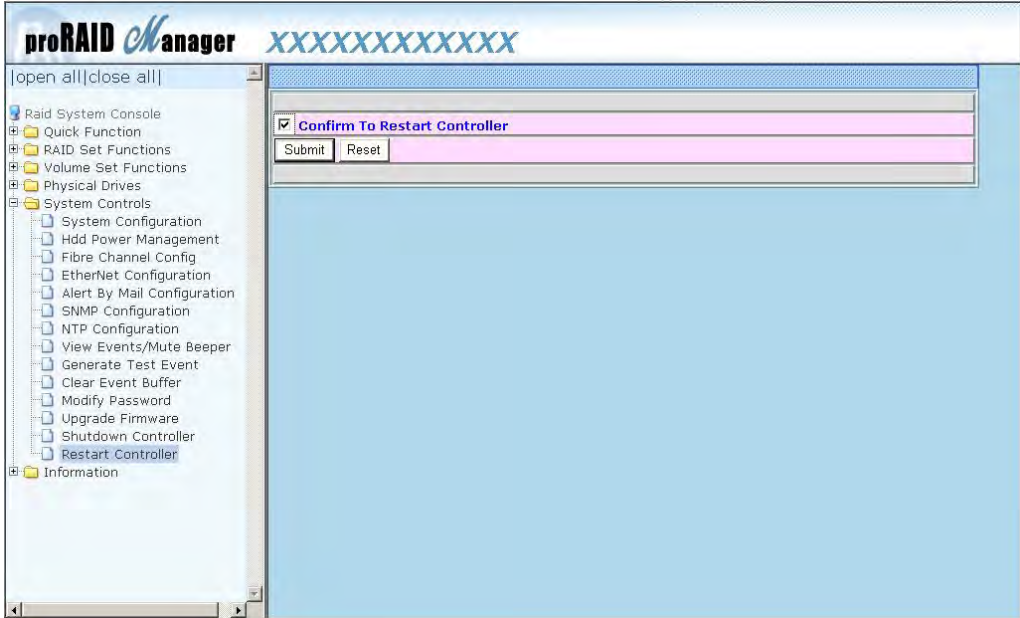 proRAID Manager XXXXXXXXXXXX
|open all|close all|
Raid System Console
Quick Function
RAID Set Functions
Volume Set Functions
Physical Drives
System Controls
System Configuration
Hdd Power Management
Fibre Channel Config
EtherNet Configuration
Alert By Mail Configuration
SNMP Configuration
NTP Configuration
View Events/Mute Beeper
Generate Test Event
Clear Event Buffer
Modify Password
Upgrade Firmware
Shutdown Controller
Restart Controller
Information
Confirm To Restart Controller
Submit Reset